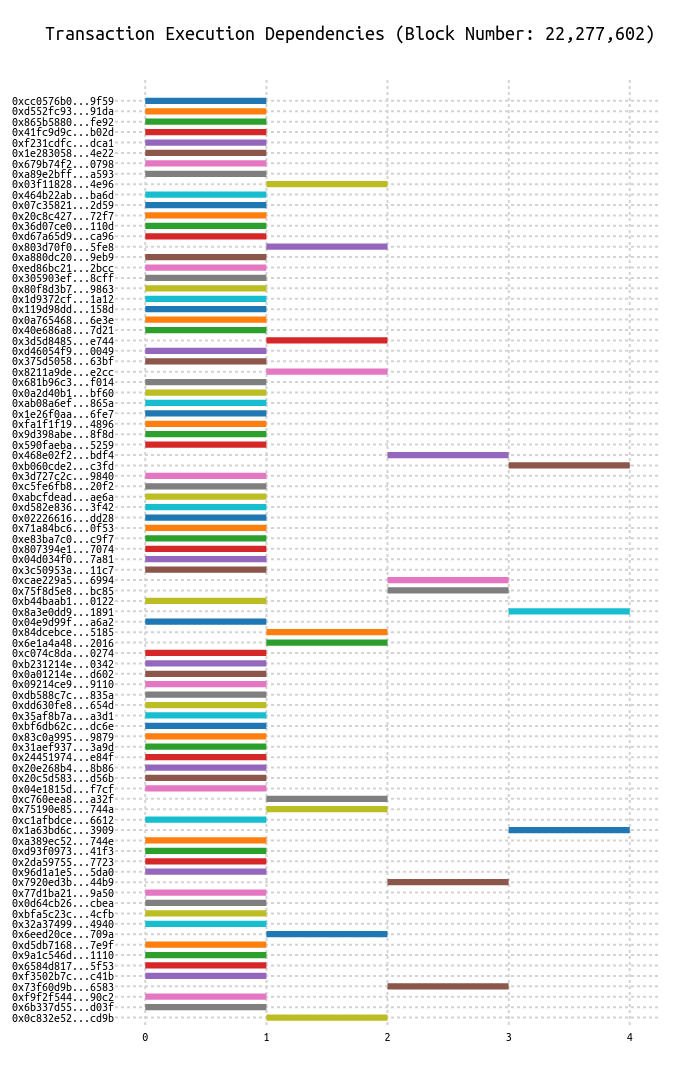 Transaction Execution Dependencies (Block Number: 22,277,602)
0xcc0576b0...9f59
0xd552fc93...91da
0x865b5880...fe92
0x41fc9d9c...b02d
0xf231cdfc...dca1
0x1e283058...4e22
0x679b74f2...0798
0xa89e2bff...a593
0x03f11828...4e96
0x464b22ab...ba6d
0x07c35821...2d59
0x20c8c427...72f7
0x36d07ce0...110d
0xd67a65d9...ca96
0x803d70f0...5fe8
0xa880dc20...9eb9
0xed86bc21...2bcc
0x305903ef...8cff
0x80f8d3b7...9863
0x1d9372cf...1a12
0x119d98dd...158d
0x0a765468...6e3e
0x40e686a8...7d21
0x3d5d8485...e744
0xd46054f9...0049
0x375d5058...63bf
0x8211a9de...e2cc
0x681b96c3...f014
0x0a2d40b1...bf60
0xab08a6ef...865a
0x1e26f0aa...6fe7
0xfa1f1f19...4896
0x9d398abe...8f8d
0x590faeba...5259
0x468e02f2...bdf4
0xb060cde2...c3fd
0x3d727c2c...9840
0xc5fe6fb8...20f2
0xabcfdead...ae6a
0xd582e836...3f42
0x02226616...dd28
0x71a84bc6...0f53
0xe83ba7c0...c9f7
0x807394e1...7074
0x04d034f0...7a81
0x3c50953a...11c7
0xcae229a5...6994
0x75f8d5e8...bc85
0xb44baab1...0122
0x8a3e0dd9...1891
0x04e9d99f...a6a2
0x84dcebce...5185
0x6e1a4a48...2016
0xc074c8da...0274
0xb231214e...0342
0x0a01214e...d602
0x09214ce9...9110
0xdb588c7c...835a
0xdd630fe8...654d
0x35af8b7a...a3d1
0xbf6db62c...dc6e
0x83c0a995...9879
0x31aef937...3a9d
0x24451974...e84f
0x20e268b4...8b86
0x20c5d583...d56b
0x04e1815d...f7cf
0xc760eea8...a32f
0x75190e85...744a
0xc1afbdce...6612
0x1a63bd6c...3909
0xa389ec52...744e
0xd93f0973...41f3
0x2da59755...7723
0x96d1a1e5...5da0
0x7920ed3b...44b9
0x77d1ba21...9a50
0x0d64cb26...cbea
0xbfa5c23c...4cfb
0x32a37499...4940
0x6eed20ce...709a
0xd5db7168...7e9f
0x9a1c546d...1110
0x6584d817...5f53
0xf3502b7c...c41b
0x73f60d9b...6583
0xf9f2f544...90c2
0x6b337d55...d03f
0x0c832e52...cd9b
0 1 2 3 4